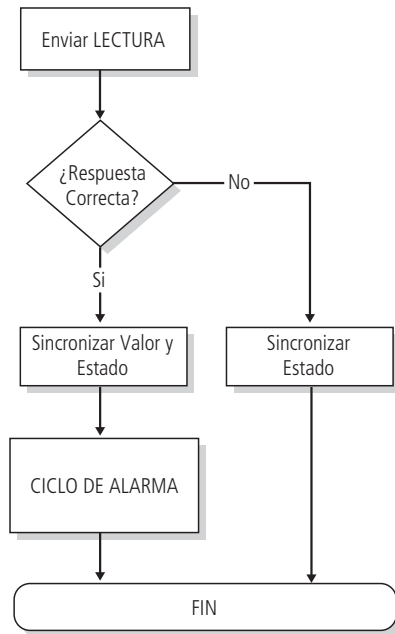 Enviar LECTURA
¿Respuesta
Correcta?
No
Si
Sincronizar Valor y
Estado
Sincronizar
Estado
CICLO DE ALARMA
FIN